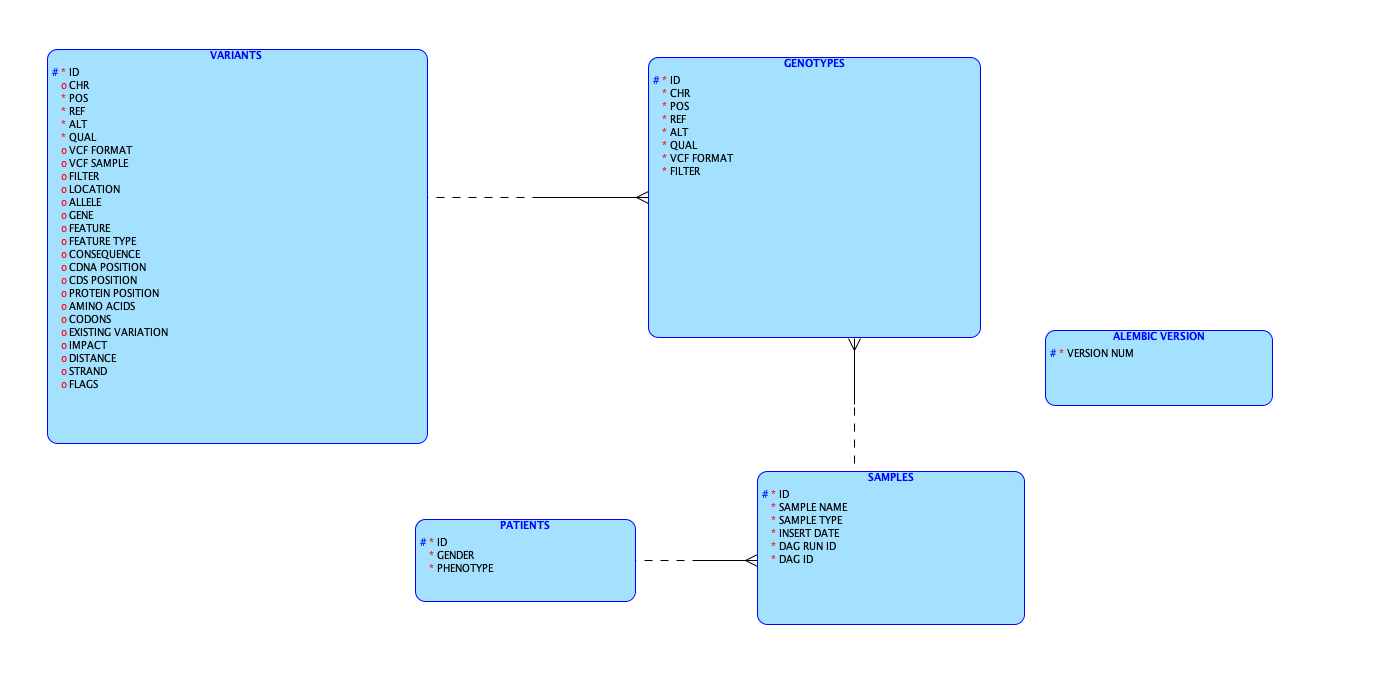 VARIANTS
# * ID
o CHR
* POS
* REF
* ALT
* QUAL
o VCF FORMAT
o VCF SAMPLE
o FILTER
o LOCATION
o ALLELE
o GENE
o FEATURE
o FEATURE TYPE
o CONSEQUENCE
o CDNA POSITION
o CDS POSITION
o PROTEIN POSITION
o AMINO ACIDS
o CODONS
o EXISTING VARIATION
o IMPACT
o DISTANCE
o STRAND
o FLAGS
GENOTYPES
# * ID
* CHR
* POS
* REF
* ALT
* QUAL
* VCF FORMAT
* FILTER
ALEMBIC VERSION
# * VERSION NUM
PATIENTS
# * ID
* GENDER
* PHENOTYPE
SAMPLES
# * ID
* SAMPLE NAME
* SAMPLE TYPE
* INSERT DATE
* DAG RUN ID
* DAG ID